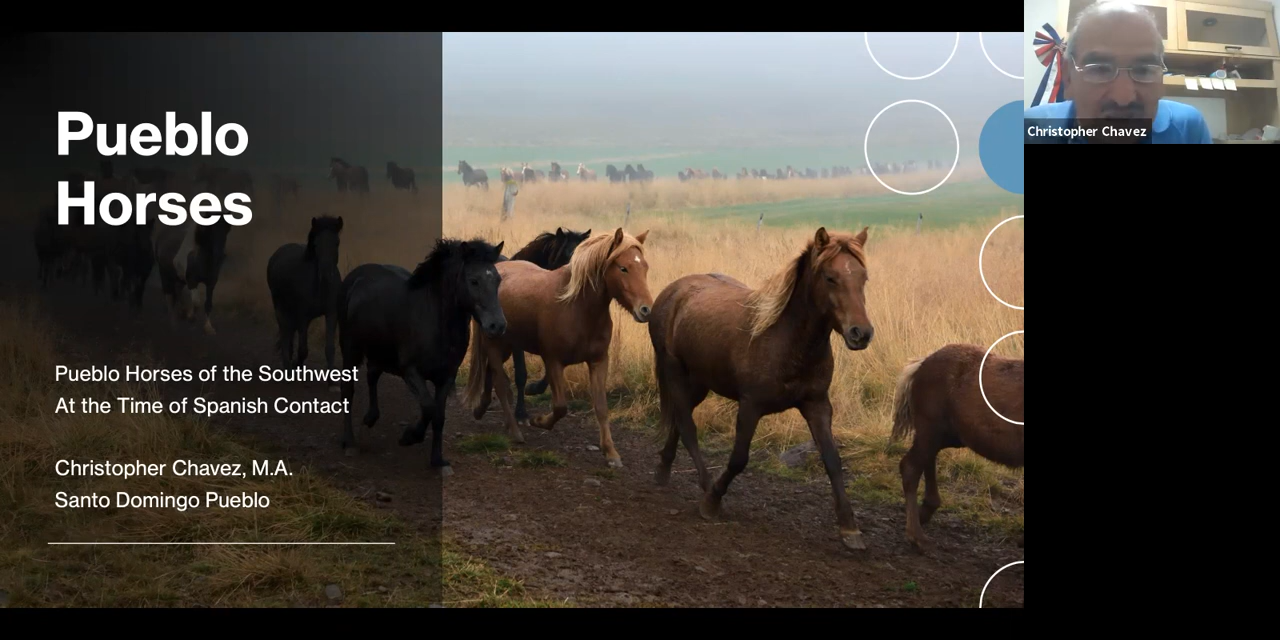 Pueblo
Horses
Pueblo Horses of the Southwest
At the Time of Spanish Contact
Christopher Chavez, M.A.
Santo Domingo Pueblo
Christopher Chavez